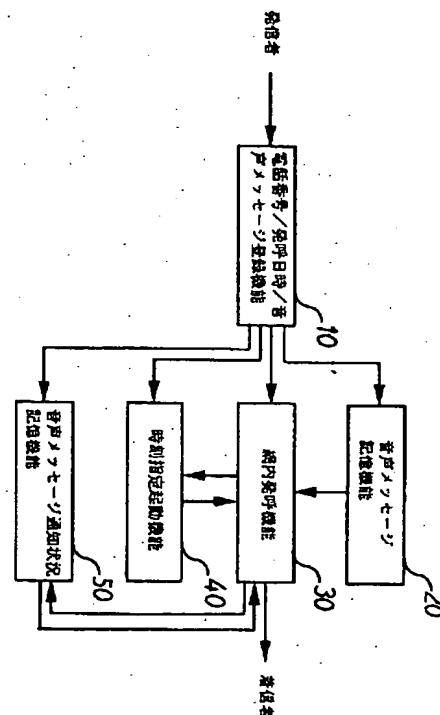 発信者
電話番号／発呼日時／音
声メッセージ登録機能
10
音声メッセージ
記憶機能
20
網内発呼機能
30
時刻指定起動機能
40
音声メッセージ通知状況
記憶機能
50
着信者